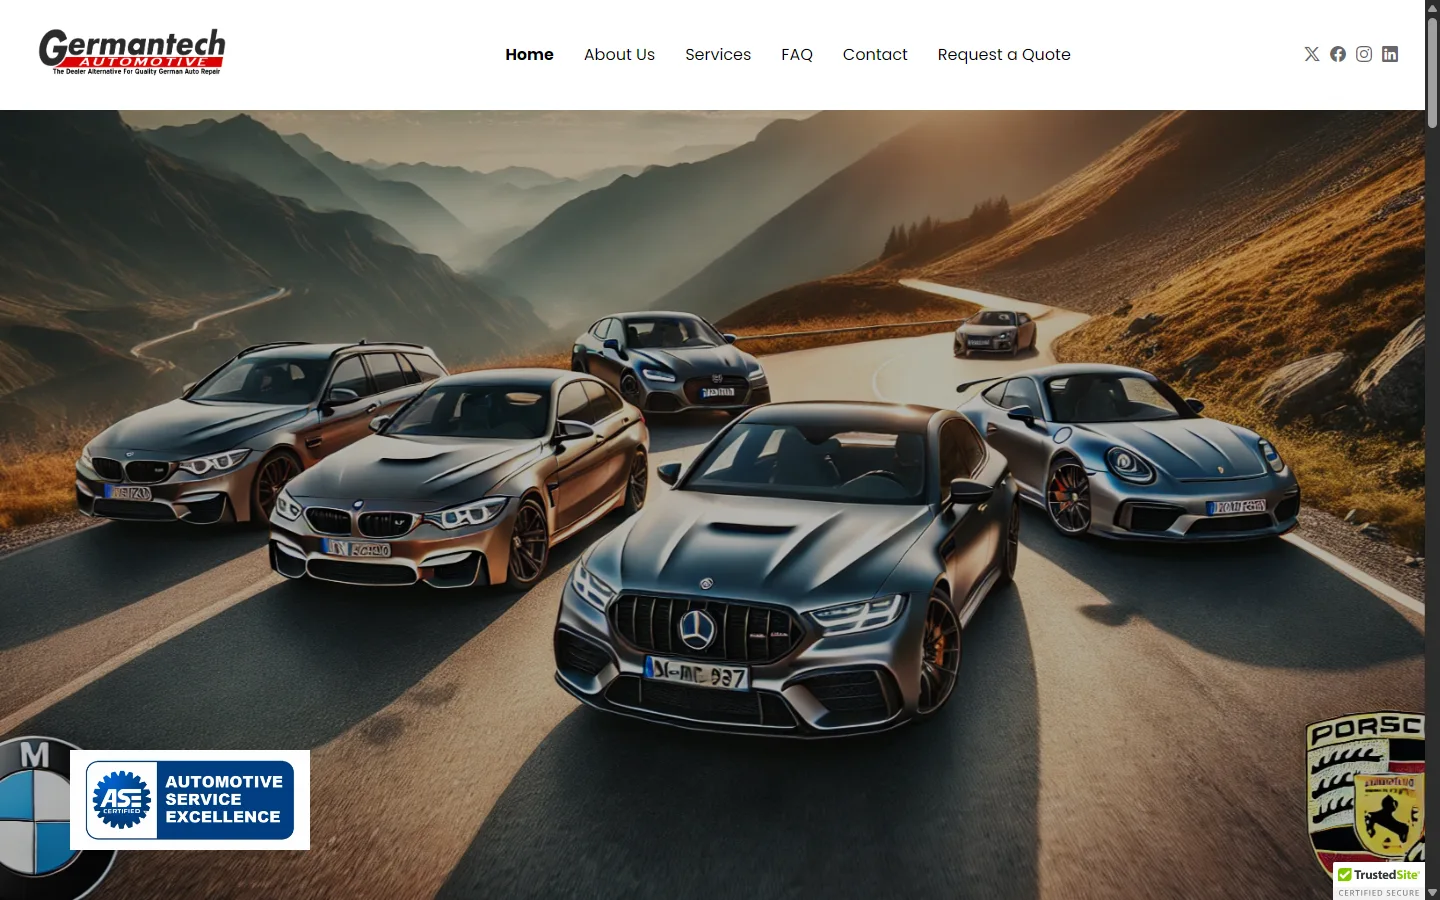 Germantech
AUTOMOTIVE
The Dealer Alternative For Quality German Auto Repair
Home
About Us
Services
FAQ
Contact
Request a Quote
M
PORSC
ASE
CERTIFIED
AUTOMOTIVE
SERVICE
EXCELLENCE
TrustedSite
CERTIFIED SECURE